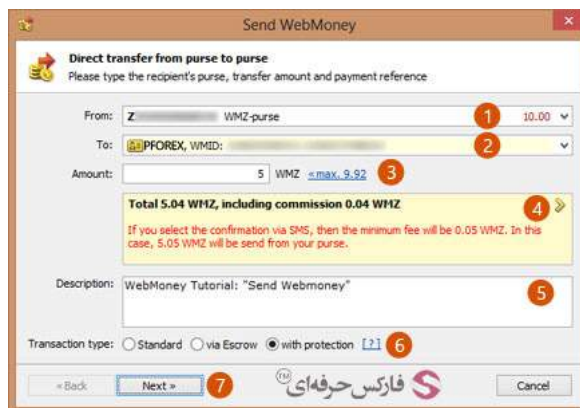 Send WebMoney
Direct transfer from purse to purse
Please type the recipient's purse, transfer amount and payment reference
From: Z WMZ-purse 1 10.00
To: PFOREX, WMID: 2
Amount: 5 WMZ «max. 9.92 3
Total 5.04 WMZ, including commission 0.04 WMZ 4
If you select the confirmation via SMS, then the minimum fee will be 0.05 WMZ. In this
case, 5.05 WMZ will be send from your purse.
Description: WebMoney Tutorial: "Send Webmoney" 5
Transaction type: Standard via Escrow with protection [?] 6
«Back Next » 7 فارکس حرفه‌ای TM Cancel